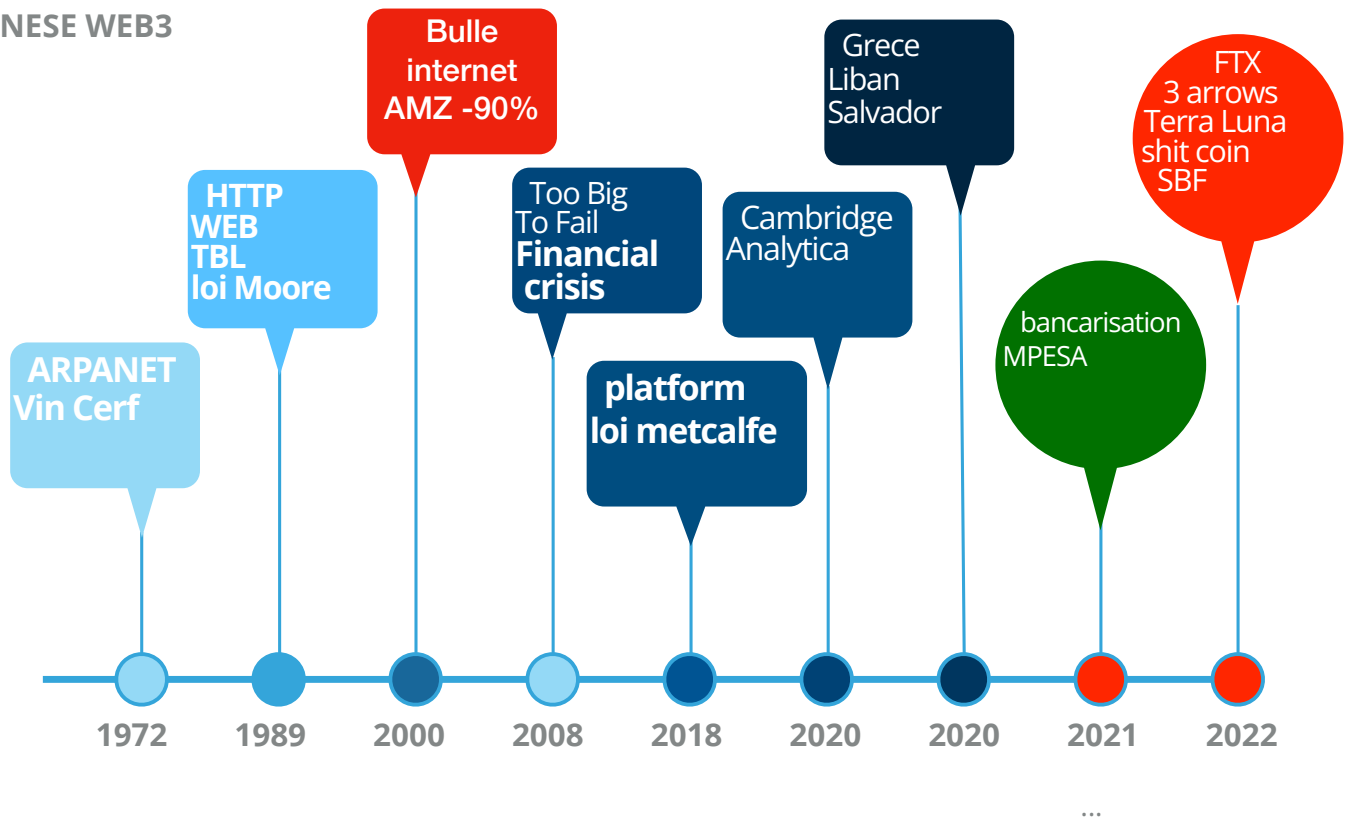 NESE WEB3
ARPANET
Vin Cerf
HTTP
WEB
TBL
loi Moore
Bulle
internet
AMZ -90%
Too Big
To Fail
Financial
crisis
platform
loi metcalfe
Cambridge
Analytica
Grece
Liban
Salvador
bancarisation
MPESA
FTX
3 arrows
Terra Luna
shit coin
SBF
1972
1989
2000
2008
2018
2020
2020
2021
2022
...